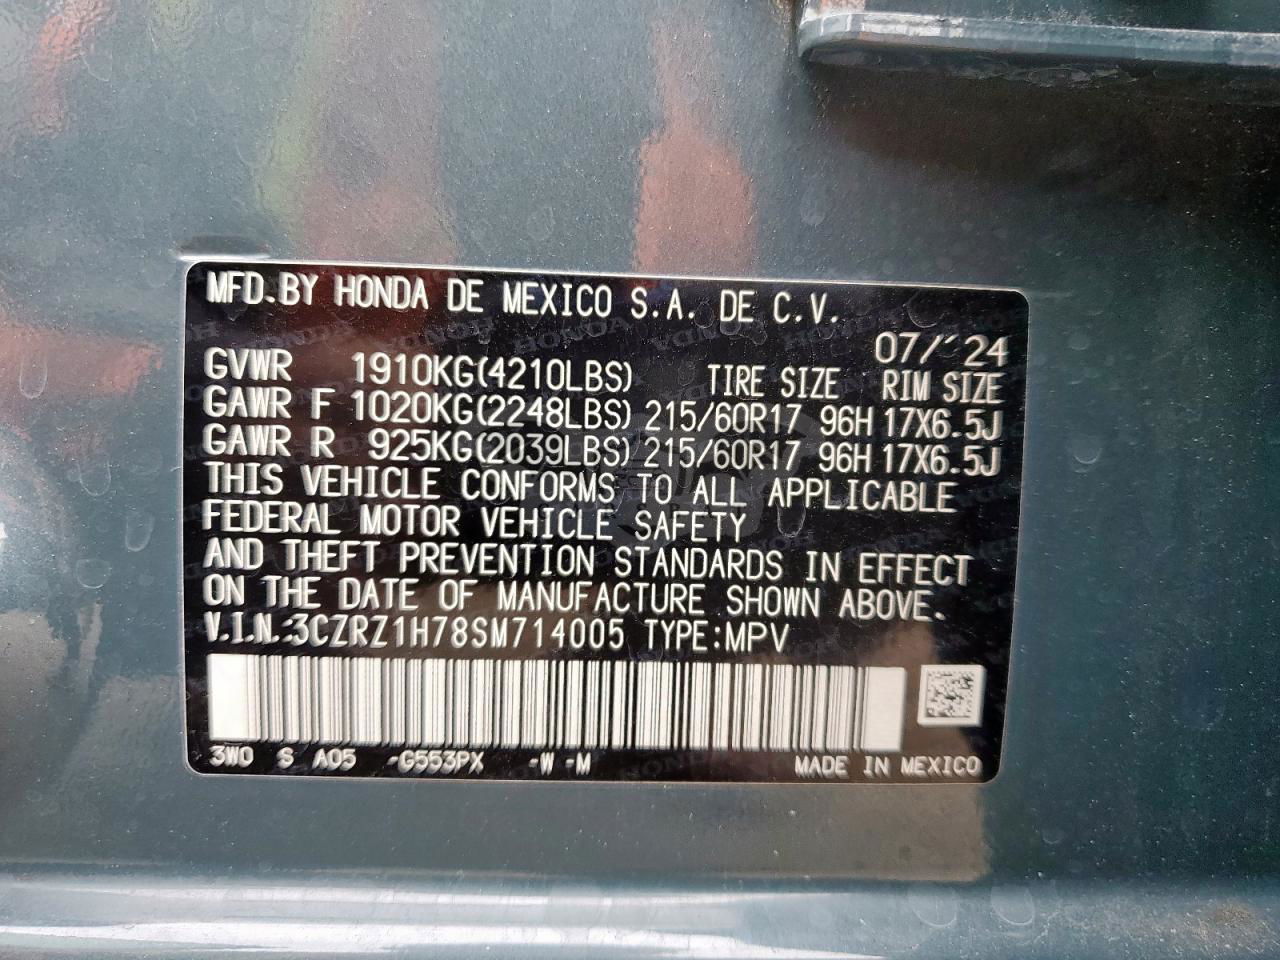 MFD.BY HONDA DE MEXICO S.A. DE C.V.
07/'24
GVWR 1910KG(4210LBS) TIRE SIZE RIM SIZE
GAWR F 1020KG(2248LBS) 215/60R17 96H 17X6.5J
GAWR R 925KG(2039LBS) 215/60R17 96H 17X6.5J
THIS VEHICLE CONFORMS TO ALL APPLICABLE
FEDERAL MOTOR VEHICLE SAFETY
AND THEFT PREVENTION STANDARDS IN EFFECT
ON THE DATE OF MANUFACTURE SHOWN ABOVE.
V.I.N.:3CZRZ1H78SM714005 TYPE:MPV
3W0 S A05 -G553PX -W -M MADE IN MEXICO